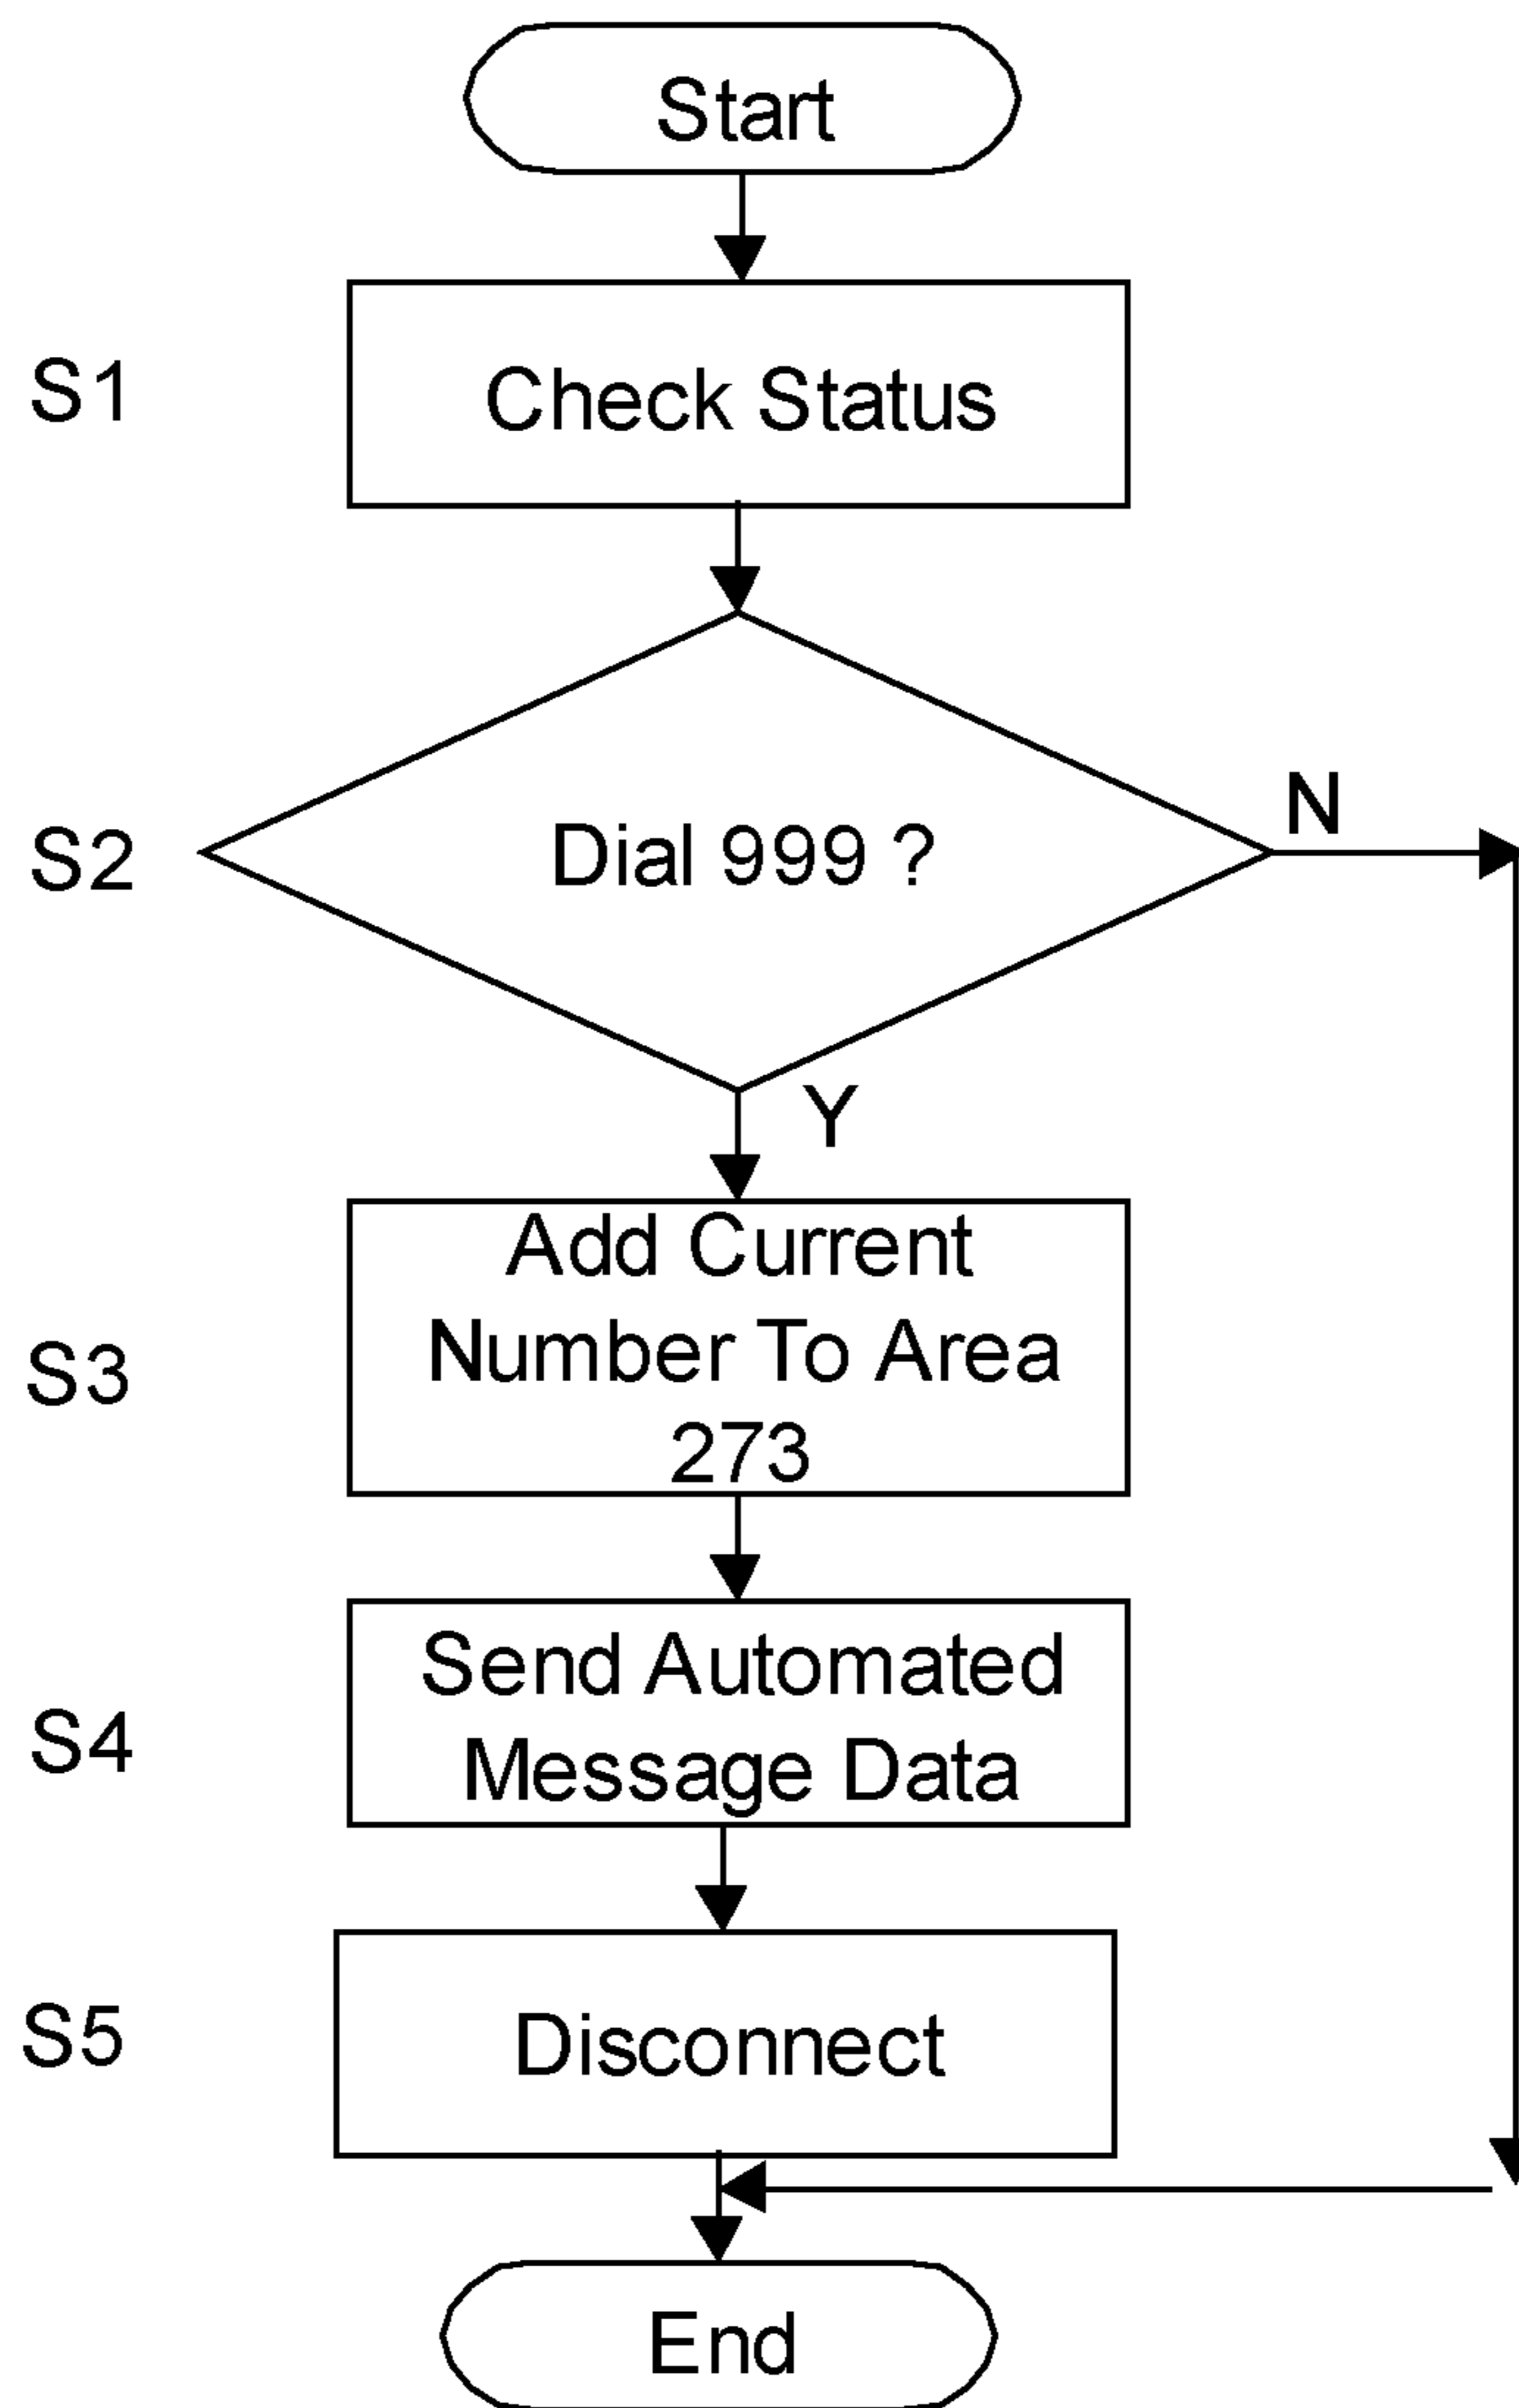 Start
S1
Check Status
S2
Dial 999 ?
N
Y
S3
Add Current
Number To Area
273
S4
Send Automated
Message Data
S5
Disconnect
End